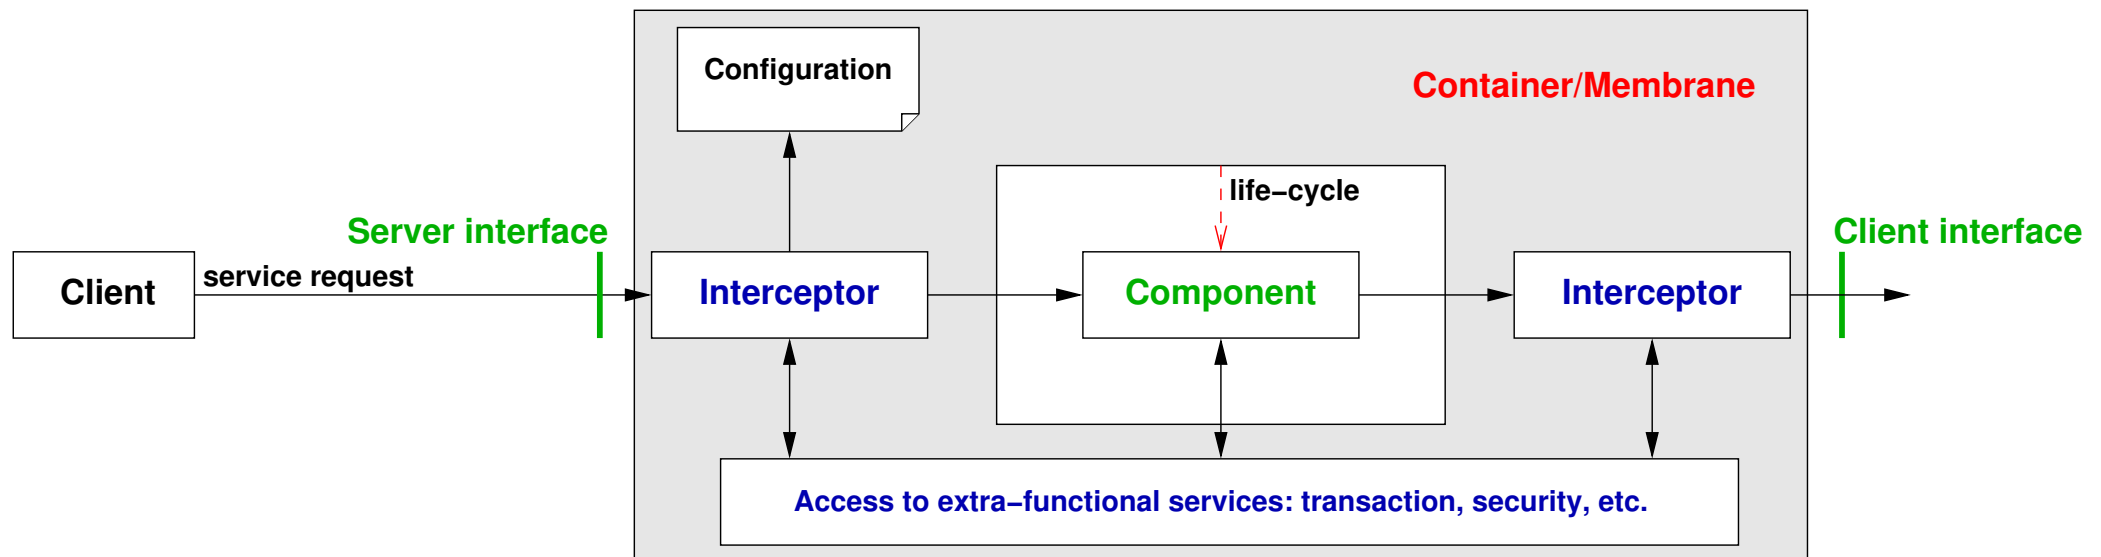 Configuration
Container/Membrane
life−cycle
Server interface
Client interface
Client
service request
Interceptor
Component
Interceptor
Access to extra−functional services: transaction, security, etc.